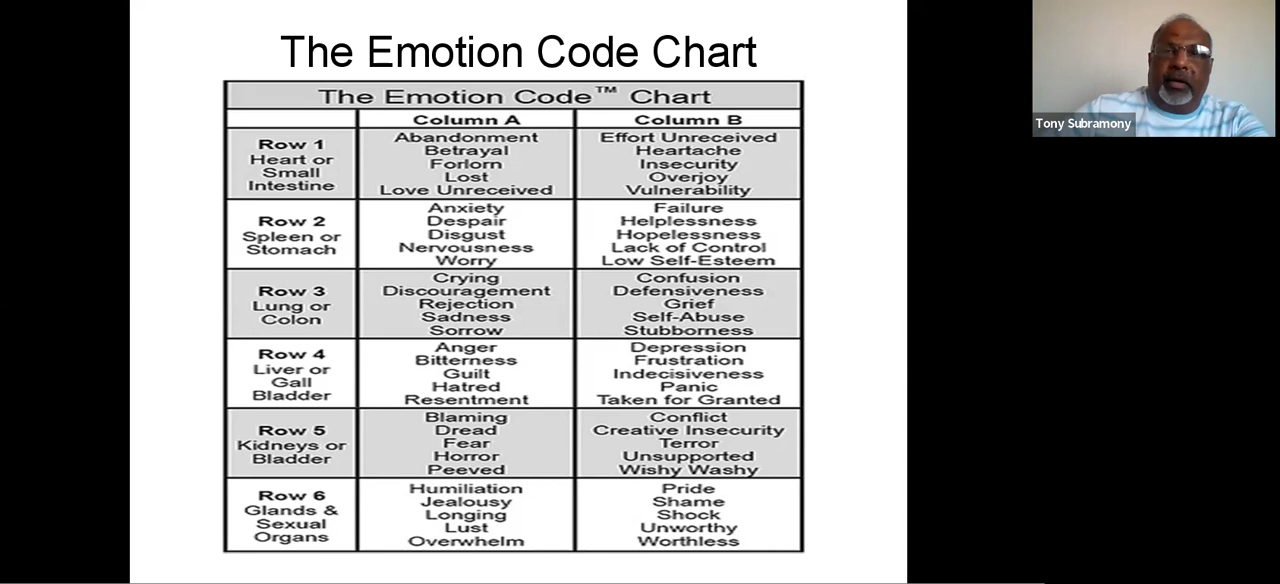 The Emotion Code Chart
The Emotion Code™ Chart
Column A
Column B
Row 1
Heart or
Small
Intestine
Abandonment
Betrayal
Forlorn
Lost
Love Unreceived
Effort Unreceived
Heartache
Insecurity
Overjoy
Vulnerability
Row 2
Spleen or
Stomach
Anxiety
Despair
Disgust
Nervousness
Worry
Failure
Helplessness
Hopelessness
Lack of Control
Low Self-Esteem
Row 3
Lung or
Colon
Crying
Discouragement
Rejection
Sadness
Sorrow
Confusion
Defensiveness
Grief
Self-Abuse
Stubborness
Row 4
Liver or
Gall
Bladder
Anger
Bitterness
Guilt
Hatred
Resentment
Depression
Frustration
Indecisiveness
Panic
Taken for Granted
Row 5
Kidneys or
Bladder
Blaming
Dread
Fear
Horror
Peeved
Conflict
Creative Insecurity
Terror
Unsupported
Wishy Washy
Row 6
Glands &
Sexual
Organs
Humiliation
Jealousy
Longing
Lust
Overwhelm
Pride
Shame
Shock
Unworthy
Worthless
Tony Subramony